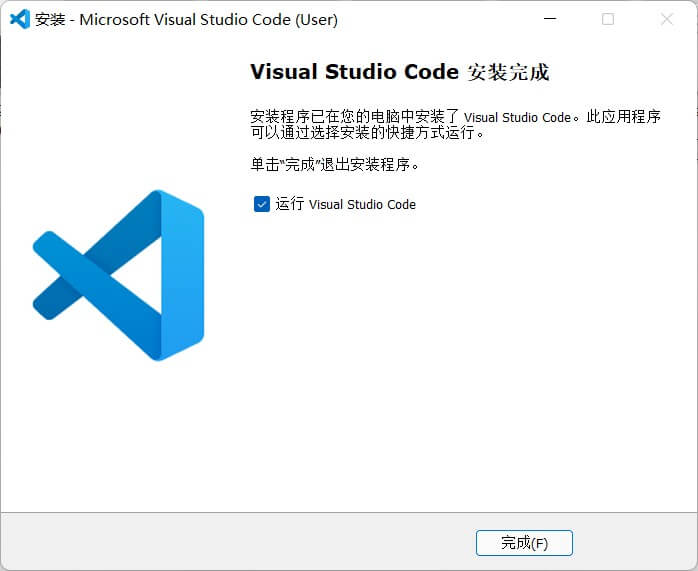 安装 - Microsoft Visual Studio Code (User)
Visual Studio Code 安装完成
安装程序已在您的电脑中安装了 Visual Studio Code。此应用程序
可以通过选择安装的快捷方式运行。
单击“完成”退出安装程序。
运行 Visual Studio Code
完成(F)